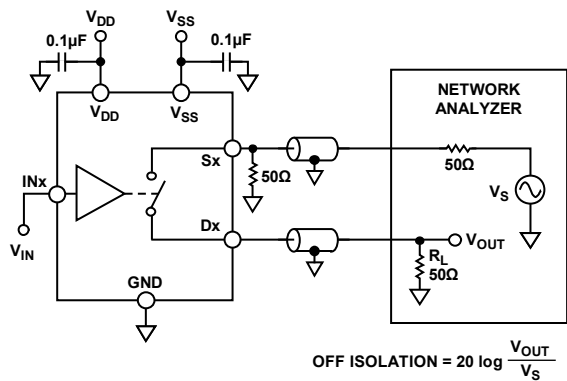 VDD
VSS
0.1µF
0.1µF
VDD
VSS
NETWORK
ANALYZER
Sx
50Ω
50Ω
VS
INx
VIN
Dx
VOUT
RL
50Ω
GND
OFF ISOLATION = 20 log VOUT
VS